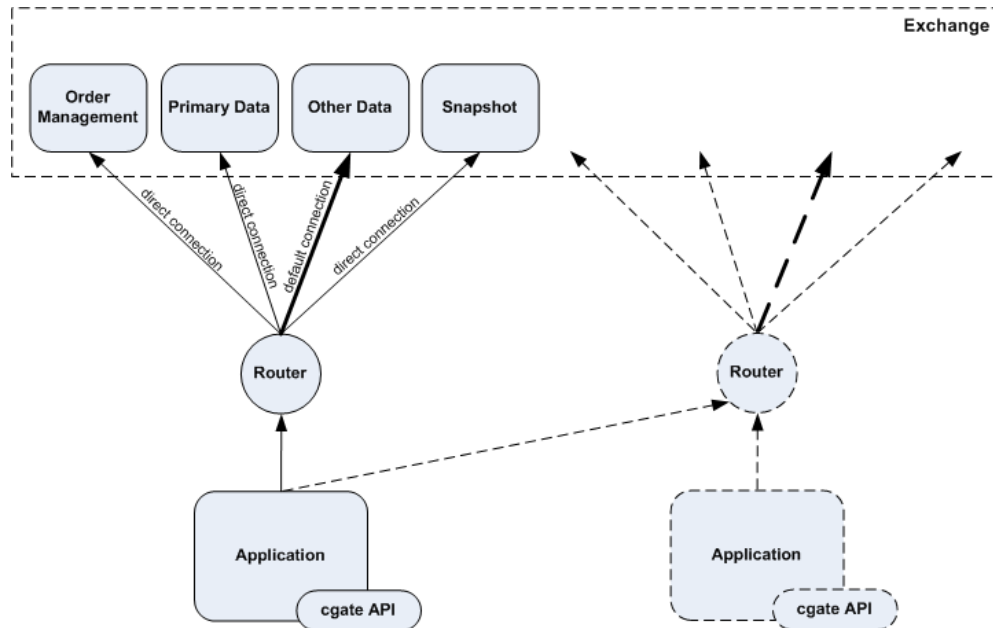 Exchange
Order
Management
Primary Data
Other Data
Snapshot
direct connection
direct connection
default connection
direct connection
Router
Router
Application
Application
cgate API
cgate API